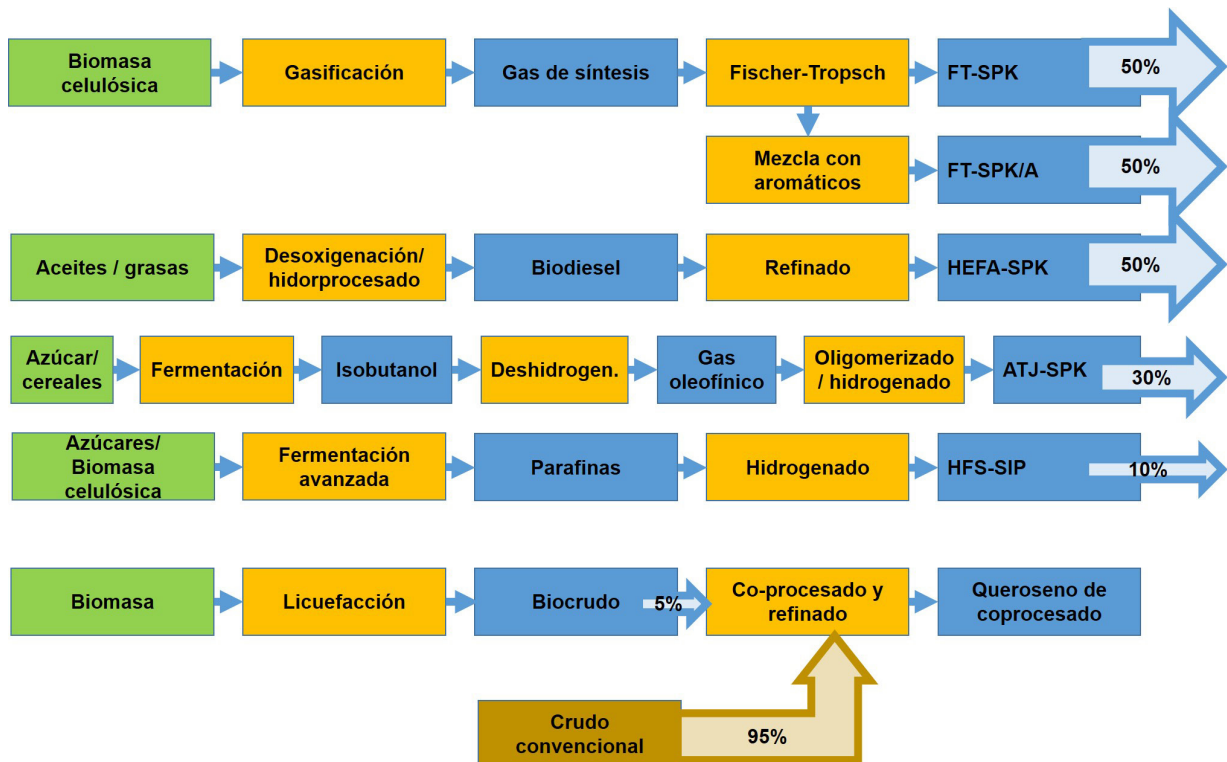 Biomasa
celulósica
Gasificación
Gas de síntesis
Fischer-Tropsch
FT-SPK
50%
Mezcla con
aromáticos
FT-SPK/A
50%
Aceites / grasas
Desoxigenación/
hidorprocesado
Biodiesel
Refinado
HEFA-SPK
50%
Azúcar/
cereales
Fermentación
Isobutanol
Deshidrogen.
Gas
oleofínico
Oligomerizado
/ hidrogenado
ATJ-SPK
30%
Azúcares/
Biomasa
celulósica
Fermentación
avanzada
Parafinas
Hidrogenado
HFS-SIP
10%
Biomasa
Licuefacción
Biocrudo
5%
Co-procesado y
refinado
Queroseno de
coprocesado
Crudo
convencional
95%